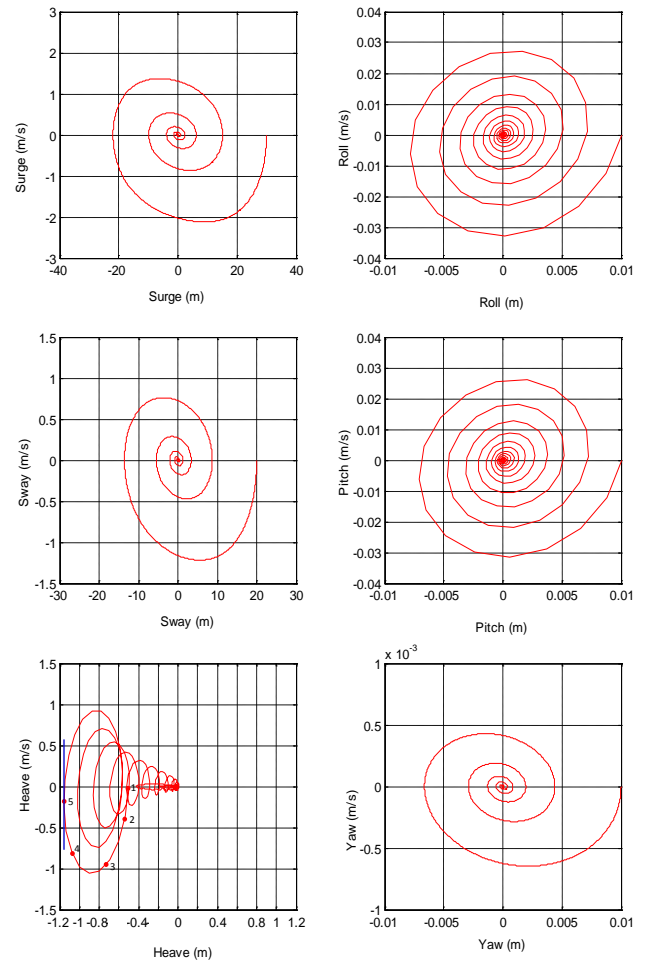 3
2
1
0
-1
-2
-3
-40 -20 0 20 40
Surge (m/s)
Surge (m)
0.04
0.03
0.02
0.01
0
-0.01
-0.02
-0.03
-0.04
-0.01 -0.005 0 0.005 0.01
Roll (m/s)
Roll (m)
1.5
1
0.5
0
-0.5
-1
-1.5
-30 -20 -10 0 10 20 30
Sway (m/s)
Sway (m)
0.04
0.03
0.02
0.01
0
-0.01
-0.02
-0.03
-0.04
-0.01 -0.005 0 0.005 0.01
Pitch (m/s)
Pitch (m)
1.5
1
0.5
0
-0.5
-1
-1.5
-1.2 -1 -0.8 -0.4 0 0.2 0.4 0.6 0.8 1 1.2
Heave (m/s)
Heave (m)
1
2
3
4
5
x 10-3
1
0.5
0
-0.5
-1
-0.01 -0.005 0 0.005 0.01
Yaw (m/s)
Yaw (m)